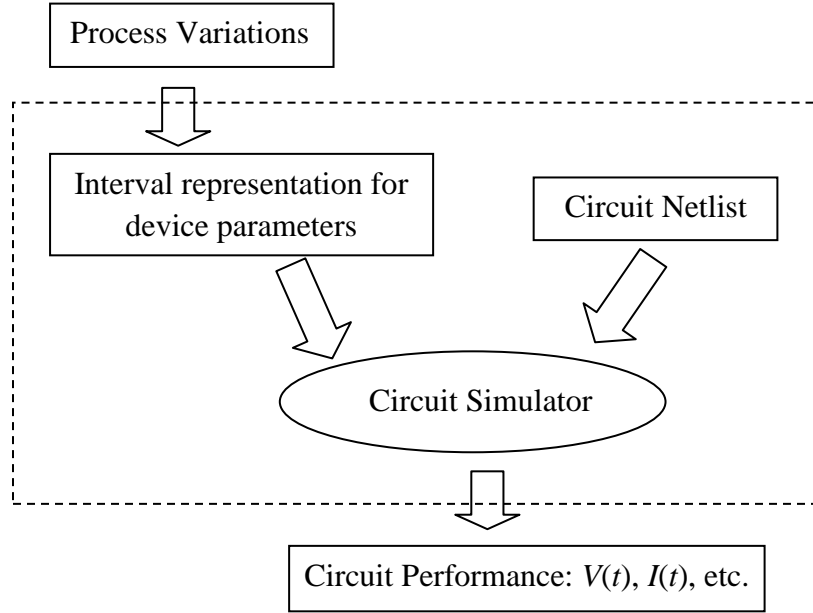 Process Variations
Interval representation for
device parameters
Circuit Netlist
Circuit Simulator
Circuit Performance: V(t), I(t), etc.